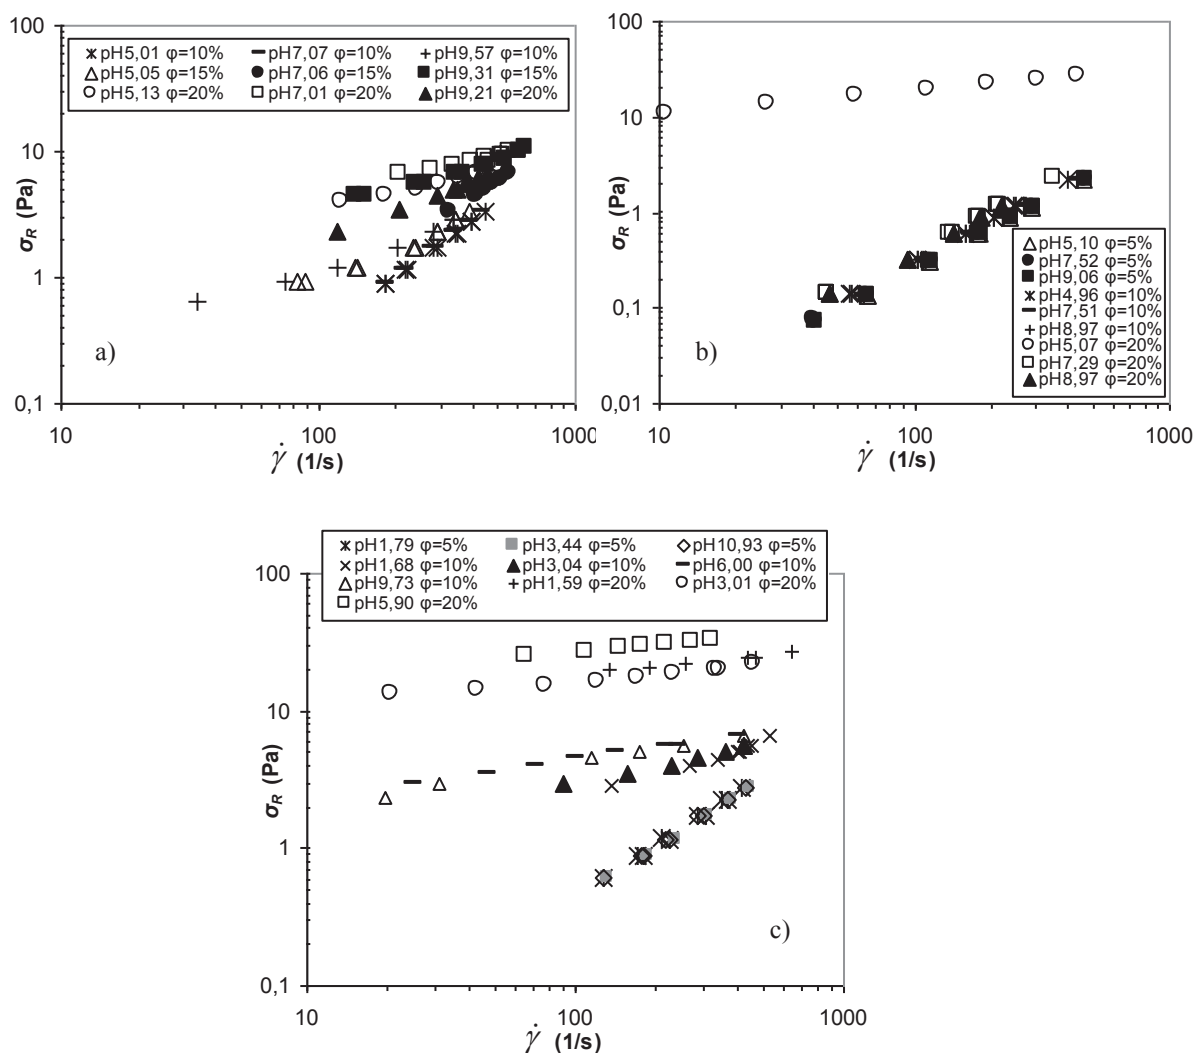 100
pH5,01 φ=10% pH7,07 φ=10% pH9,57 φ=10%
pH5,05 φ=15% pH7,06 φ=15% pH9,31 φ=15%
pH5,13 φ=20% pH7,01 φ=20% pH9,21 φ=20%
10
σR (Pa)
1
a)
0,1
10 100 1000
γ̇ (1/s)
100
10
σR (Pa)
1
pH5,10 φ=5%
pH7,52 φ=5%
pH9,06 φ=5%
pH4,96 φ=10%
pH7,51 φ=10%
pH8,97 φ=10%
pH5,07 φ=20%
pH7,29 φ=20%
pH8,97 φ=20%
0,1
b)
0,01
10 100 1000
γ̇ (1/s)
pH1,79 φ=5% pH3,44 φ=5% pH10,93 φ=5%
pH1,68 φ=10% pH3,04 φ=10% pH6,00 φ=10%
pH9,73 φ=10% pH1,59 φ=20% pH3,01 φ=20%
pH5,90 φ=20%
100
10
σR (Pa)
1
c)
0,1
10 100 1000
γ̇ (1/s)